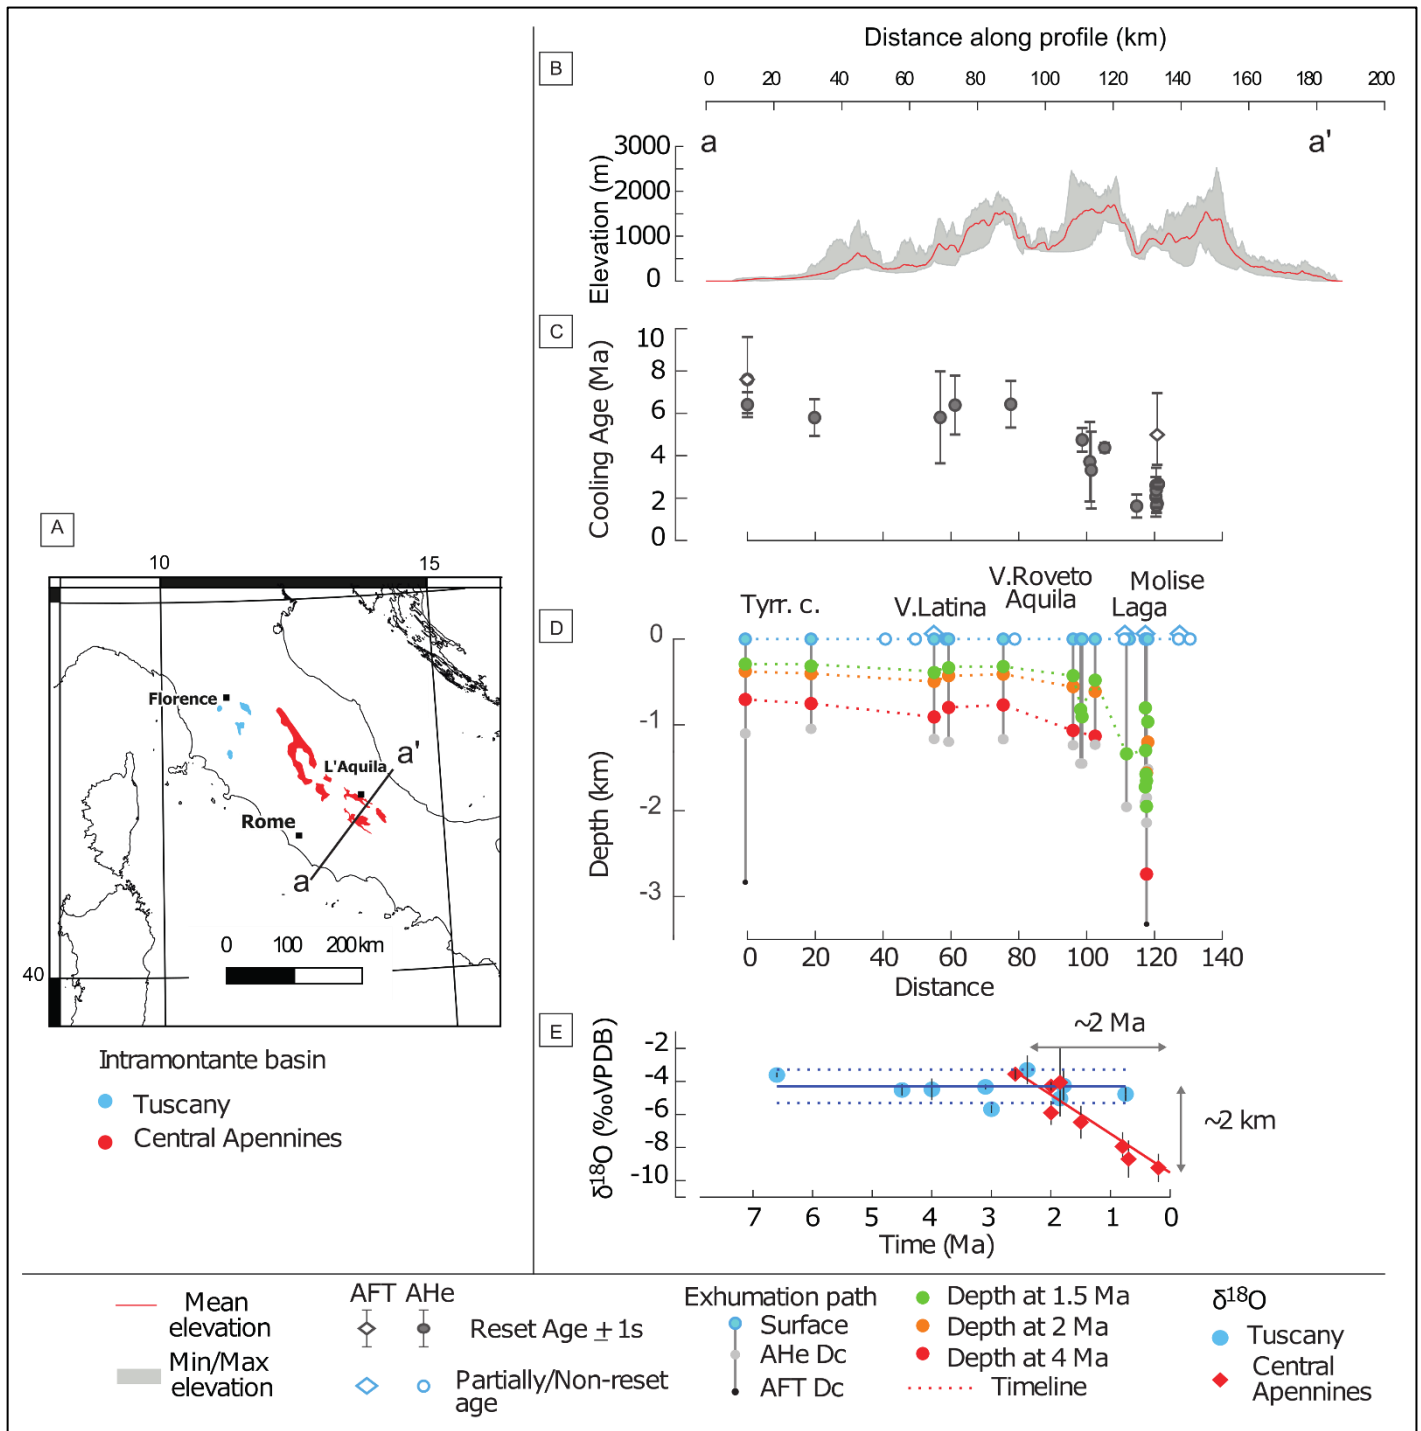 B
Distance along profile (km)
0 20 40 60 80 100 120 140 160 180 200
a
a'
Elevation (m)
3000
2000
1000
0
C
Cooling Age (Ma)
10
8
6
4
2
0
A
10
15
Florence
L'Aquila
a'
Rome
a
0 100 200km
40
Intramontante basin
Tuscany
Central Apennines
D
Tyrr. c.
V.Latina
V.Roveto
Aquila
Molise
Laga
Depth (km)
0
-1
-2
-3
0 20 40 60 80 100 120 140
Distance
E
δ¹⁸O (‰VPDB)
-2
-4
-6
-8
-10
~2 Ma
~2 km
7 6 5 4 3 2 1 0
Time (Ma)
Mean
elevation
Min/Max
elevation
AFT AHe
Reset Age ± 1s
Partially/Non-reset
age
Exhumation path
Surface
AHe Dc
AFT Dc
Depth at 1.5 Ma
Depth at 2 Ma
Depth at 4 Ma
Timeline
δ¹⁸O
Tuscany
Central
Apennines